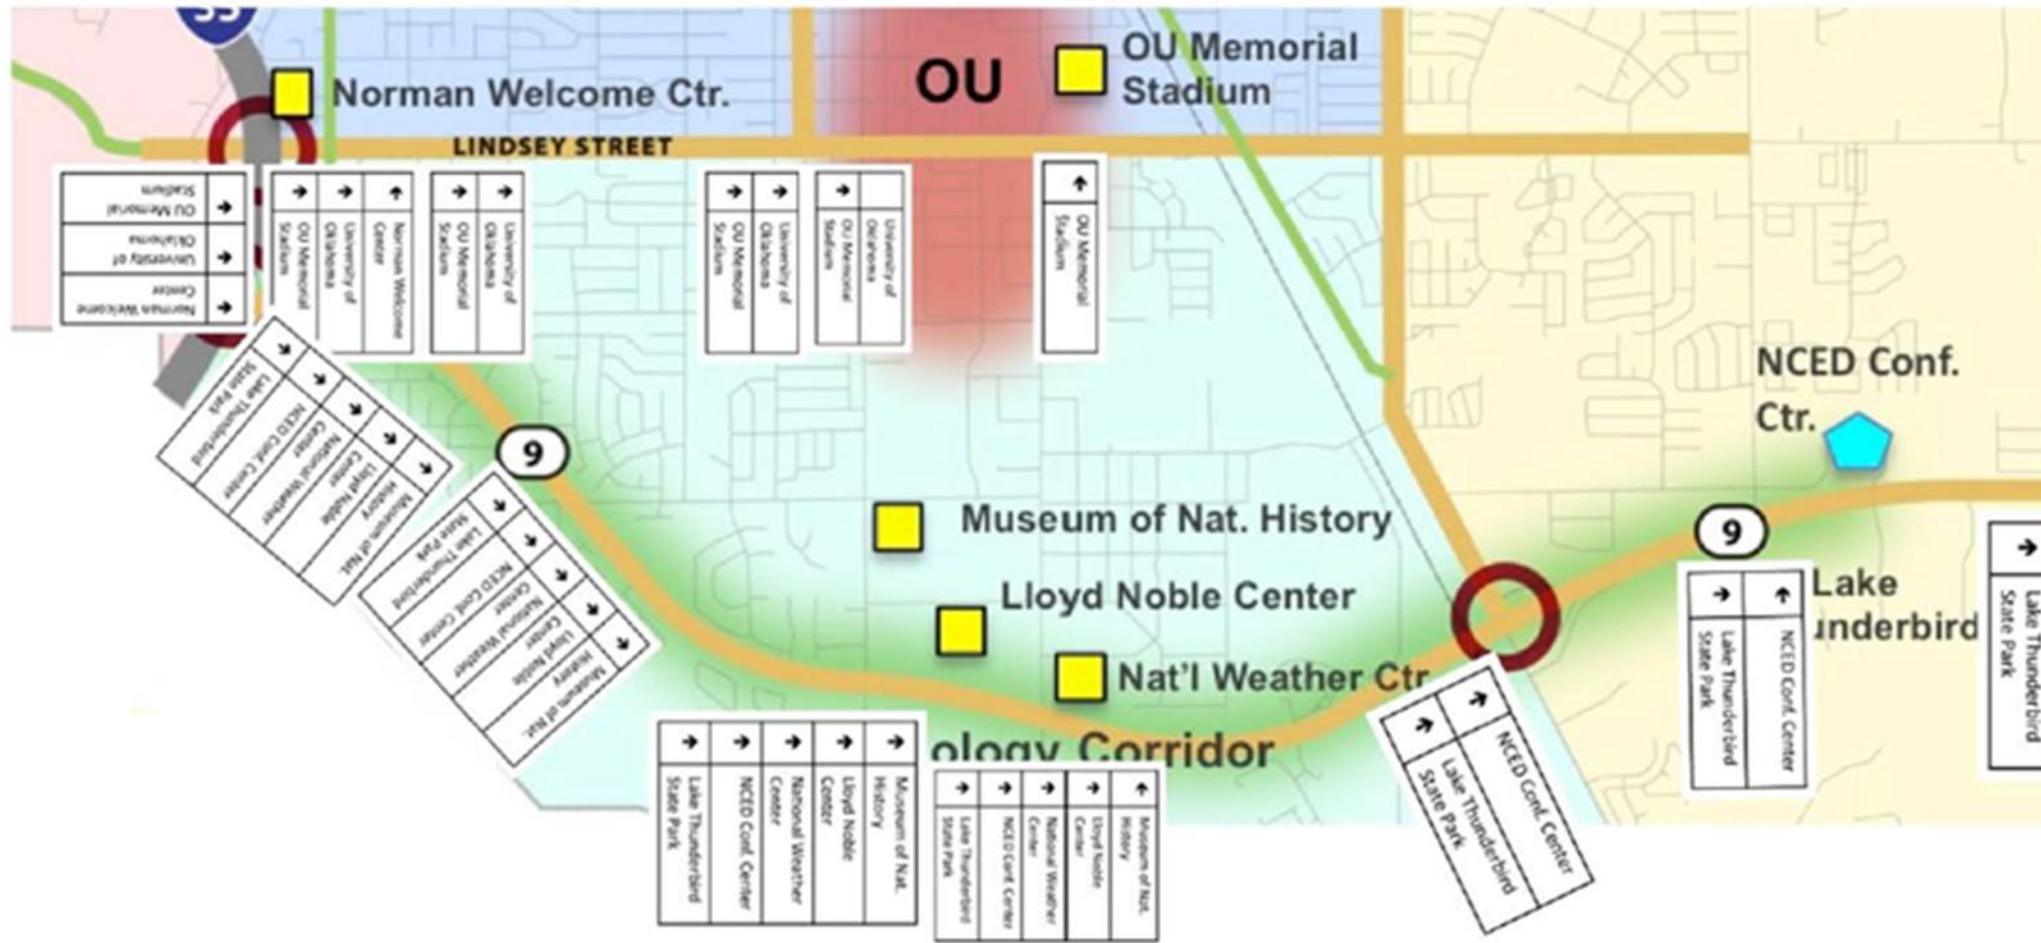 35
OU
OU Memorial
Stadium
Norman Welcome Ctr.
LINDSEY STREET
OU Memorial
Stadium
University of
Oklahoma
Norman Welcome
Center
Norman Welcome
Center
University of
Oklahoma
OU Memorial
Stadium
University of
Oklahoma
OU Memorial
Stadium
University of
Oklahoma
OU Memorial
Stadium
University of
Oklahoma
OU Memorial
Stadium
OU Memorial
Stadium
NCED Conf.
Ctr.
9
Museum of Nat.
History
Lloyd Noble
Center
National Weather
Center
NCED Conf. Center
Lake Thunderbird
State Park
Museum of Nat.
History
Lloyd Noble
Center
National Weather
Center
NCED Conf. Center
Lake Thunderbird
State Park
Museum of Nat. History
9
Lloyd Noble Center
Lake
underbird
Nat'l Weather Ctr
ology Corridor
Museum of Nat.
History
Lloyd Noble
Center
National Weather
Center
NCED Conf. Center
Lake Thunderbird
State Park
Museum of Nat.
History
Lloyd Noble
Center
National Weather
Center
NCED Conf. Center
Lake Thunderbird
State Park
NCED Conf. Center
Lake Thunderbird
State Park
NCED Conf. Center
Lake Thunderbird
State Park
Lake Thunderbird
State Park